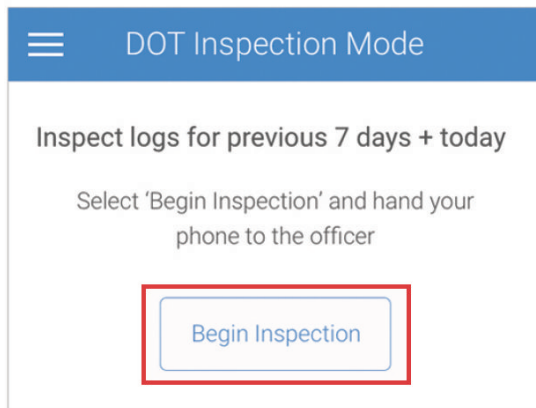 DOT Inspection Mode
Inspect logs for previous 7 days + today
Select ‘Begin Inspection’ and hand your
phone to the officer
Begin Inspection